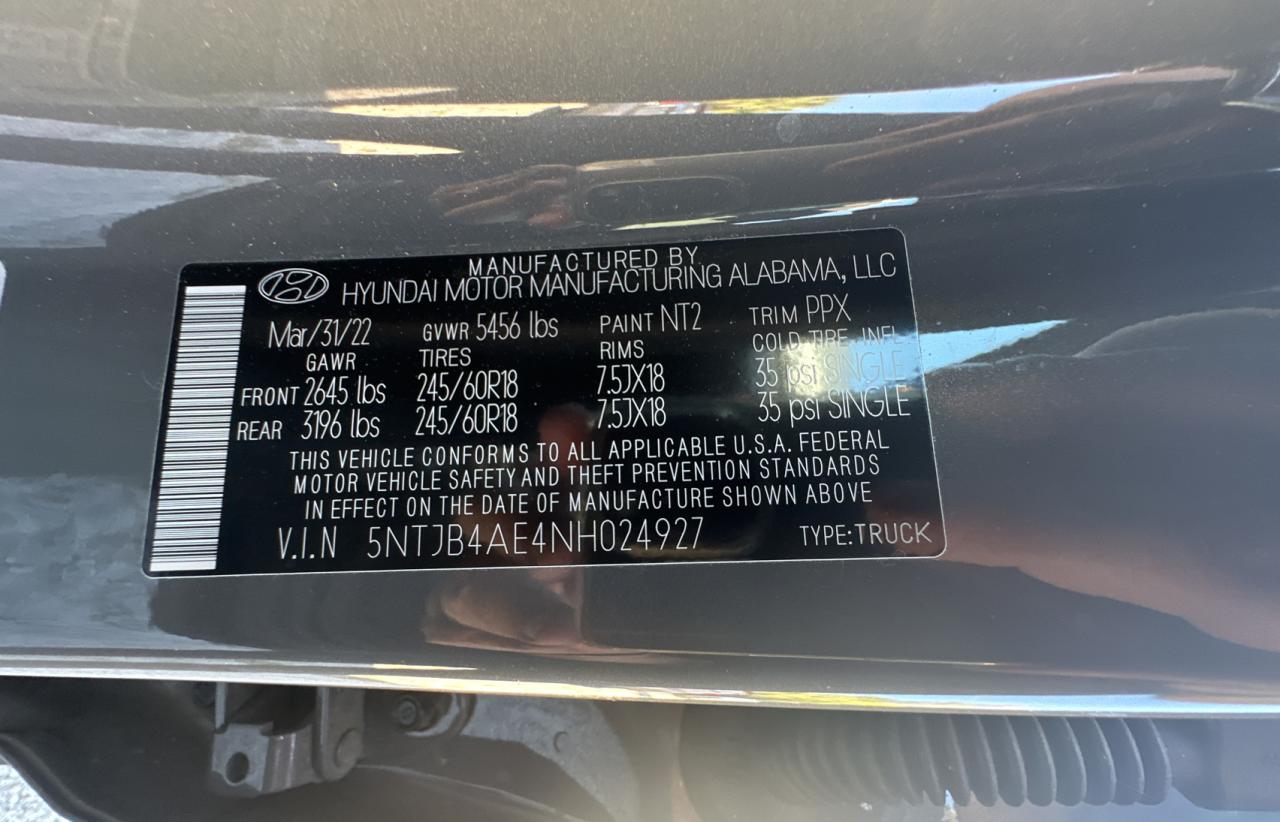 MANUFACTURED BY
HYUNDAI MOTOR MANUFACTURING ALABAMA, LLC
Mar/31/22 GVWR 5456 lbs PAINT NT2 TRIM PPX
GAWR TIRES RIMS COLD TIRE INFL
FRONT 2645 lbs 245/60R18 7.5JX18 35 psi SINGLE
REAR 3196 lbs 245/60R18 7.5JX18 35 psi SINGLE
THIS VEHICLE CONFORMS TO ALL APPLICABLE U.S.A. FEDERAL
MOTOR VEHICLE SAFETY AND THEFT PREVENTION STANDARDS
IN EFFECT ON THE DATE OF MANUFACTURE SHOWN ABOVE
V.I.N 5NTJB4AE4NH024927 TYPE:TRUCK